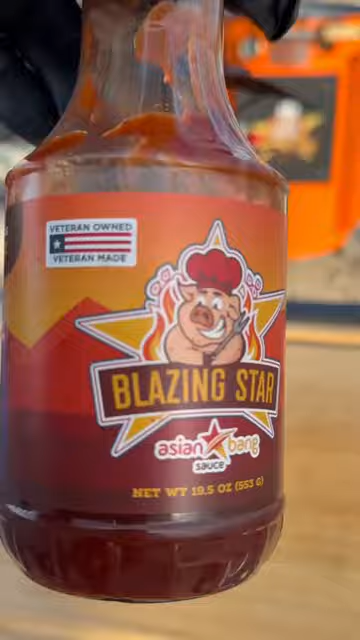 VETERAN OWNED
VETERAN MADE
BLAZING STAR
asian bang
sauce
NET WT 19.5 OZ (553 G)